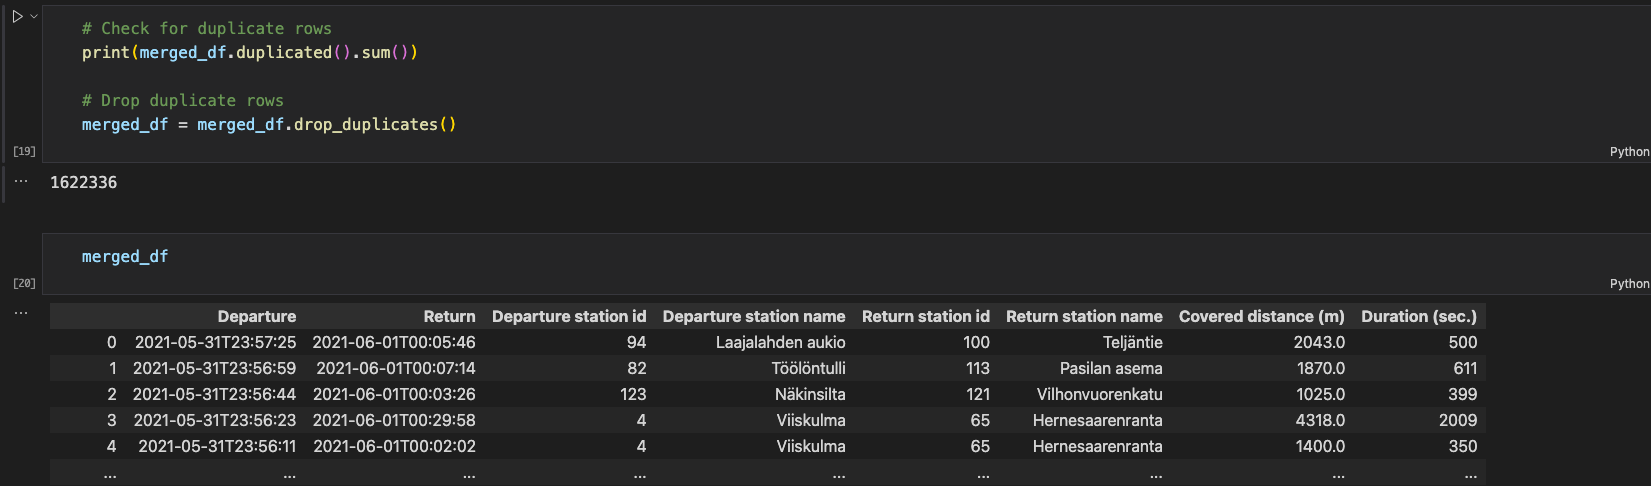 # Check for duplicate rows
print(merged_df.duplicated().sum())
# Drop duplicate rows
merged_df = merged_df.drop_duplicates()
[19]
Python
... 1622336
merged_df
[20]
Python
...
Departure Return Departure station id Departure station name Return station id Return station name Covered distance (m) Duration (sec.)
0 2021-05-31T23:57:25 2021-06-01T00:05:46 94 Laajalahden aukio 100 Teljäntie 2043.0 500
1 2021-05-31T23:56:59 2021-06-01T00:07:14 82 Töölöntulli 113 Pasilan asema 1870.0 611
2 2021-05-31T23:56:44 2021-06-01T00:03:26 123 Näkinsilta 121 Vilhonvuorenkatu 1025.0 399
3 2021-05-31T23:56:23 2021-06-01T00:29:58 4 Viiskulma 65 Hernesaarenranta 4318.0 2009
4 2021-05-31T23:56:11 2021-06-01T00:02:02 4 Viiskulma 65 Hernesaarenranta 1400.0 350
... ... ... ... ... ... ... ... ...